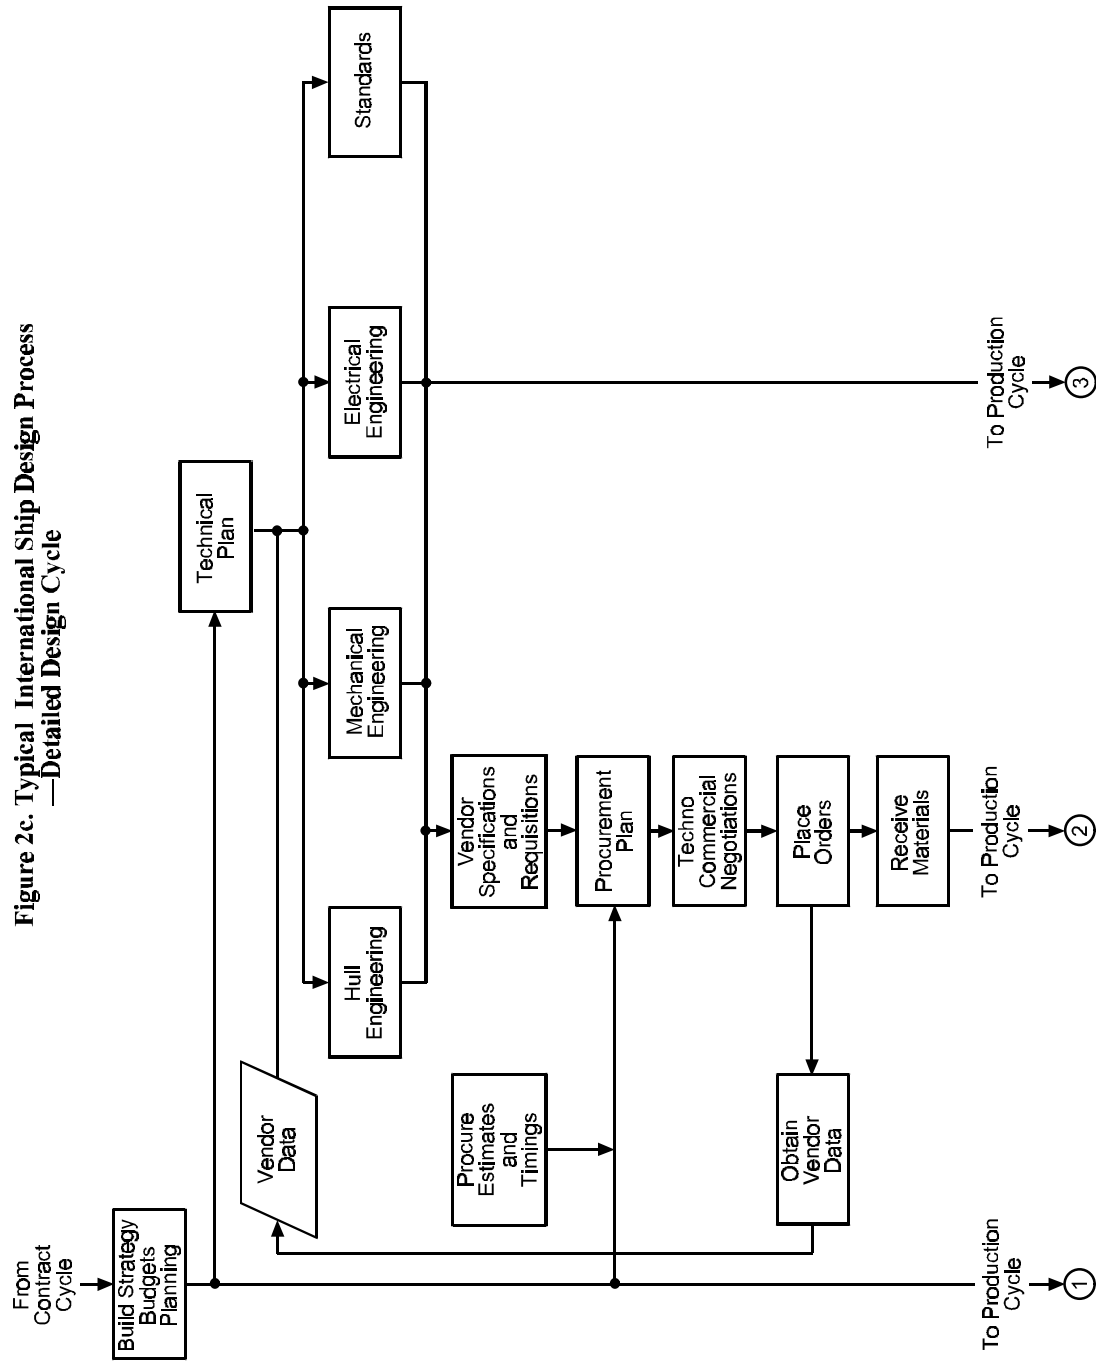 Figure 2c. Typical International Ship Design Process
—Detailed Design Cycle
From
Contract
Cycle
Build Strategy
Budgets
Planning
Technical
Plan
Vendor
Data
Hull
Engineering
Mechanical
Engineering
Electrical
Engineering
Standards
Procure
Estimates
and
Timings
Vendor
Specifications
and
Requisitions
Procurement
Plan
Techno
Commercial
Negotiations
Obtain
Vendor
Data
Place
Orders
Receive
Materials
To Production
Cycle
1
To Production
Cycle
2
To Production
Cycle
3